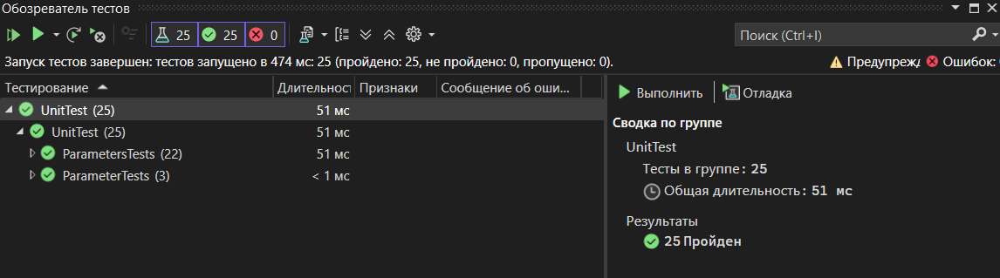 Обозреватель тестов
25 25 0
Поиск (Ctrl+I)
Запуск тестов завершен: тестов запущено в 474 мс: 25 (пройдено: 25, не пройдено: 0, пропущено: 0).
Предупрежд Ошибок:
Тестирование Длительнос Признаки Сообщение об оши...
UnitTest (25) 51 мс
UnitTest (25) 51 мс
ParametersTests (22) 51 мс
ParameterTests (3) < 1 мс
Выполнить Отладка
Сводка по группе
UnitTest
Тесты в группе: 25
Общая длительность: 51 мс
Результаты
25 Пройден